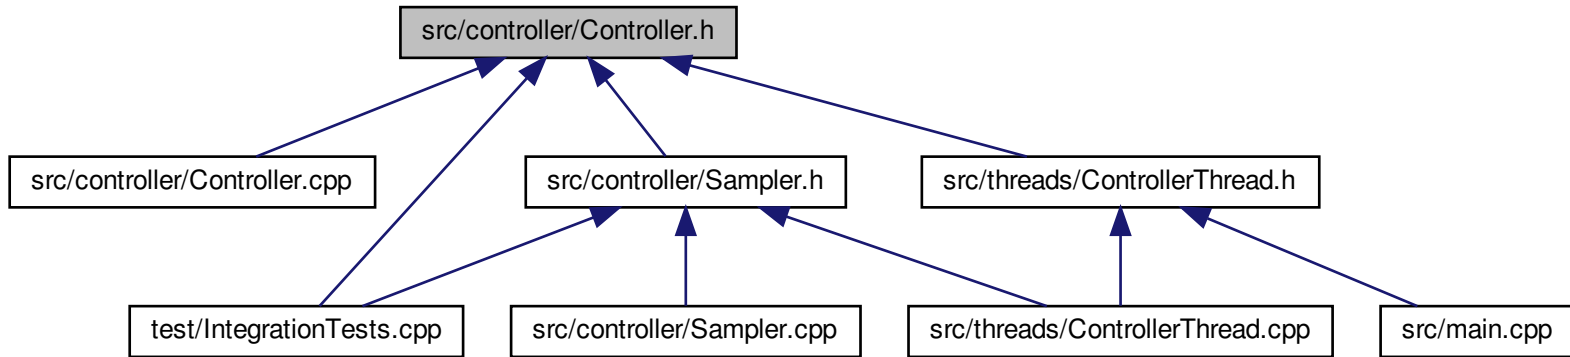 src/controller/Controller.h
src/controller/Controller.cpp
src/controller/Sampler.h
src/threads/ControllerThread.h
test/IntegrationTests.cpp
src/controller/Sampler.cpp
src/threads/ControllerThread.cpp
src/main.cpp